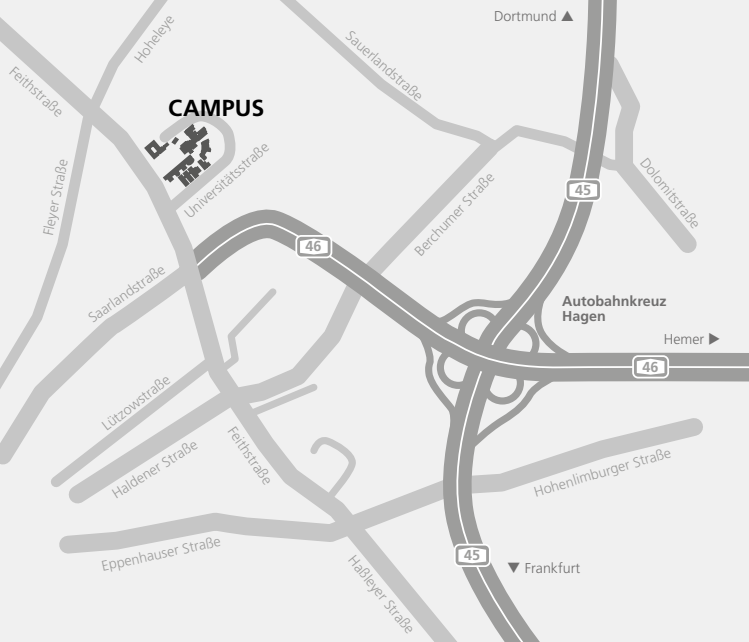 Dortmund ▲
Hoheleye
Sauerlandstraße
Feithstraße
CAMPUS
Universitätsstraße
Fleyer Straße
Dolomitstraße
Berchumer Straße
45
46
Saarlandstraße
Autobahnkreuz
Hagen
Hemer ▶
46
Lützowstraße
Haldener Straße
Feithstraße
Hohenlimburger Straße
Eppenhauser Straße
45
▼ Frankfurt
Haßleyer Straße